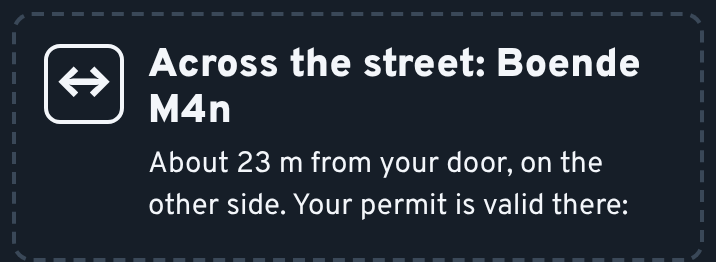 Across the street: Boende
M4n
About 23 m from your door, on the
other side. Your permit is valid there: